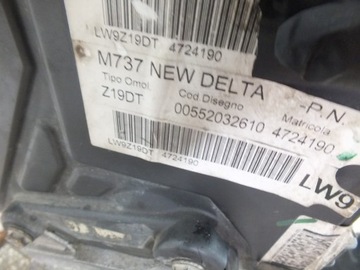 LW9Z19DT 4724190
M737 NEW DELTA -P.N.
Tipo Omol. Cod. Disegno Matricola
Z19DT 00552032610 4724190
LW9Z19DT 4724190
LW9